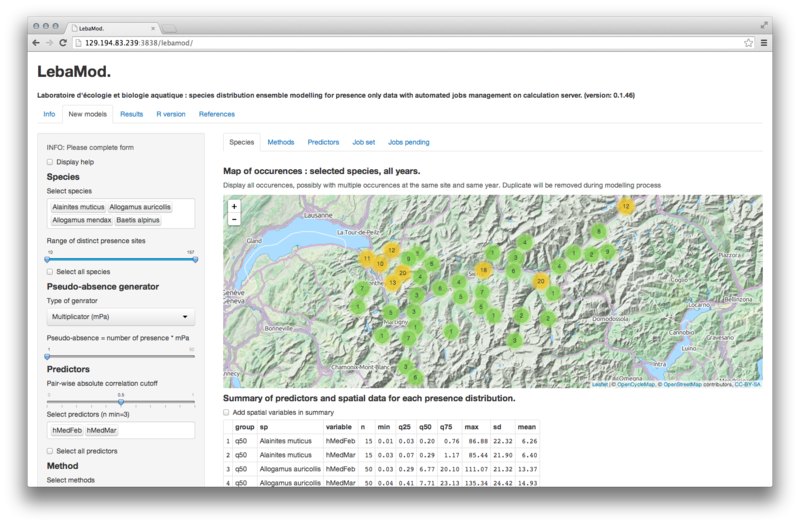 LebaMod.
129.194.83.239:3838/lebamod/
LebaMod.
Laboratoire d'écologie et biologie aquatique : species distribution ensemble modelling for presence only data with automated jobs management on calculation server. (version: 0.1.46)
Info New models Results R version References
INFO: Please complete form
Display help
Species
Select species
Alainites muticus Allogamus auricollis
Allogamus mendax Baetis alpinus
Range of distinct presence sites
10 167
Select all species
Pseudo-absence generator
Type of genrator
Multiplicator (mPa)
Pseudo-absence = number of presence * mPa
1 50
Predictors
Pair-wise absolute correlation cutoff
0 0.5 1
Select predictors (n min=3)
hMedFeb hMedMar
Select all predictors
Method
Select methods
Species Methods Predictors Job set Jobs pending
Map of occurences : selected species, all years.
Display all occurences, possibly with multiple occurences at the same site and same year. Duplicate will be removed during modelling process
+
−
Lausanne
La Tour-de-Peilz
Gland
Genève
Bonneville
Martigny
Chamonix-Mont-Blanc
Annecy
Domodossola
Locarno
Bellinzona
Cannobio
Luino
Gravesano
Intra
Omegna
Piazzora
Coglio
12
8
4
1
3
6
1
2
9
12
11
10
9
20
13
18
20
Leaflet | © OpenCycleMap, © OpenStreetMap contributors, CC-BY-SA
Summary of predictors and spatial data for each presence distribution.
Add spatial variables in summary
group sp variable n min q25 q50 q75 max sd mean
1 q50 Alainites muticus hMedFeb 15 0.01 0.03 0.20 0.76 86.88 22.32 6.26
2 q50 Alainites muticus hMedMar 15 0.03 0.07 0.29 1.17 85.44 21.90 6.60
3 q50 Allogamus auricollis hMedFeb 50 0.03 0.29 6.77 20.10 111.07 21.32 13.37
4 q50 Allogamus auricollis hMedMar 50 0.04 0.41 7.71 23.13 135.34 24.42 14.93